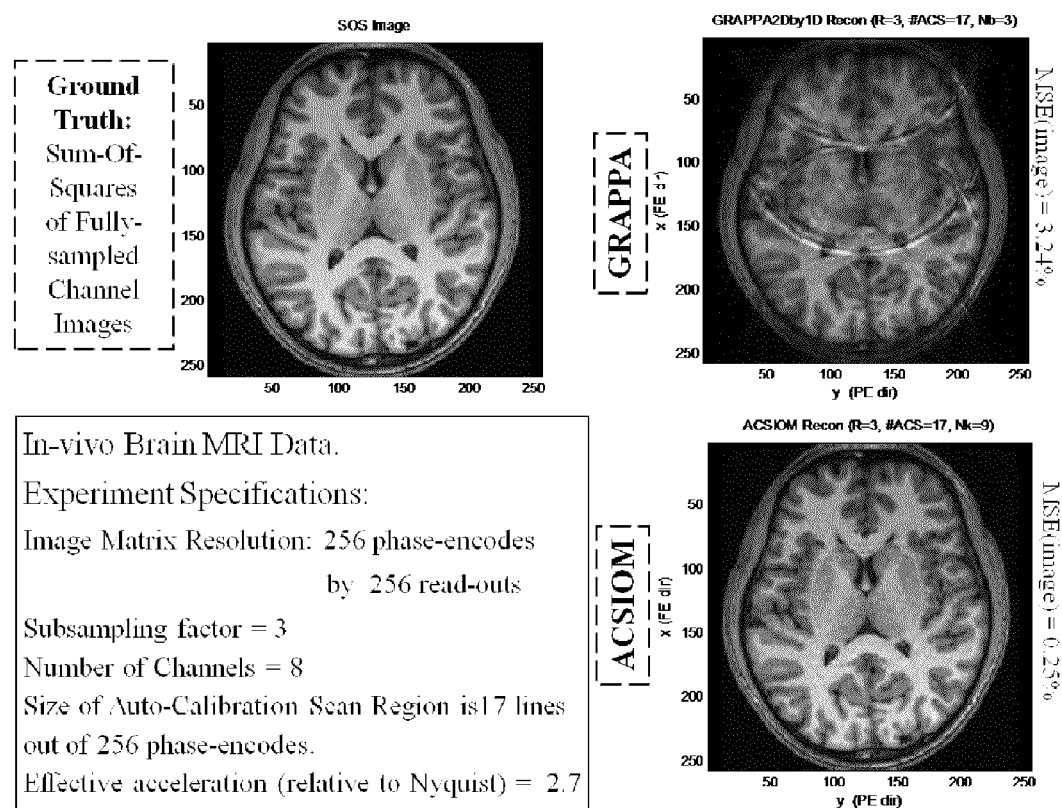 SOS Image
Ground
Truth:
Sum-Of-
Squares
of Fully-
sampled
Channel
Images
50
100
150
200
250
50 100 150 200 250
GRAPPA2Dby1D Recon (R=3, #ACS=17, Nb=3)
GRAPPA
x (FE dir)
50
100
150
200
250
50 100 150 200 250
y (PE dir)
MSE(image) = 3.24%
In-vivo Brain MRI Data.
Experiment Specifications:
Image Matrix Resolution: 256 phase-encodes
by 256 read-outs
Subsampling factor = 3
Number of Channels = 8
Size of Auto-Calibration Scan Region is17 lines
out of 256 phase-encodes.
Effective acceleration (relative to Nyquist) = 2.7
ACSIOM Recon (R=3, #ACS=17, Nk=9)
ACSIOM
x (FE dir)
50
100
150
200
250
50 100 150 200 250
y (PE dir)
MSE(image) = 0.25%